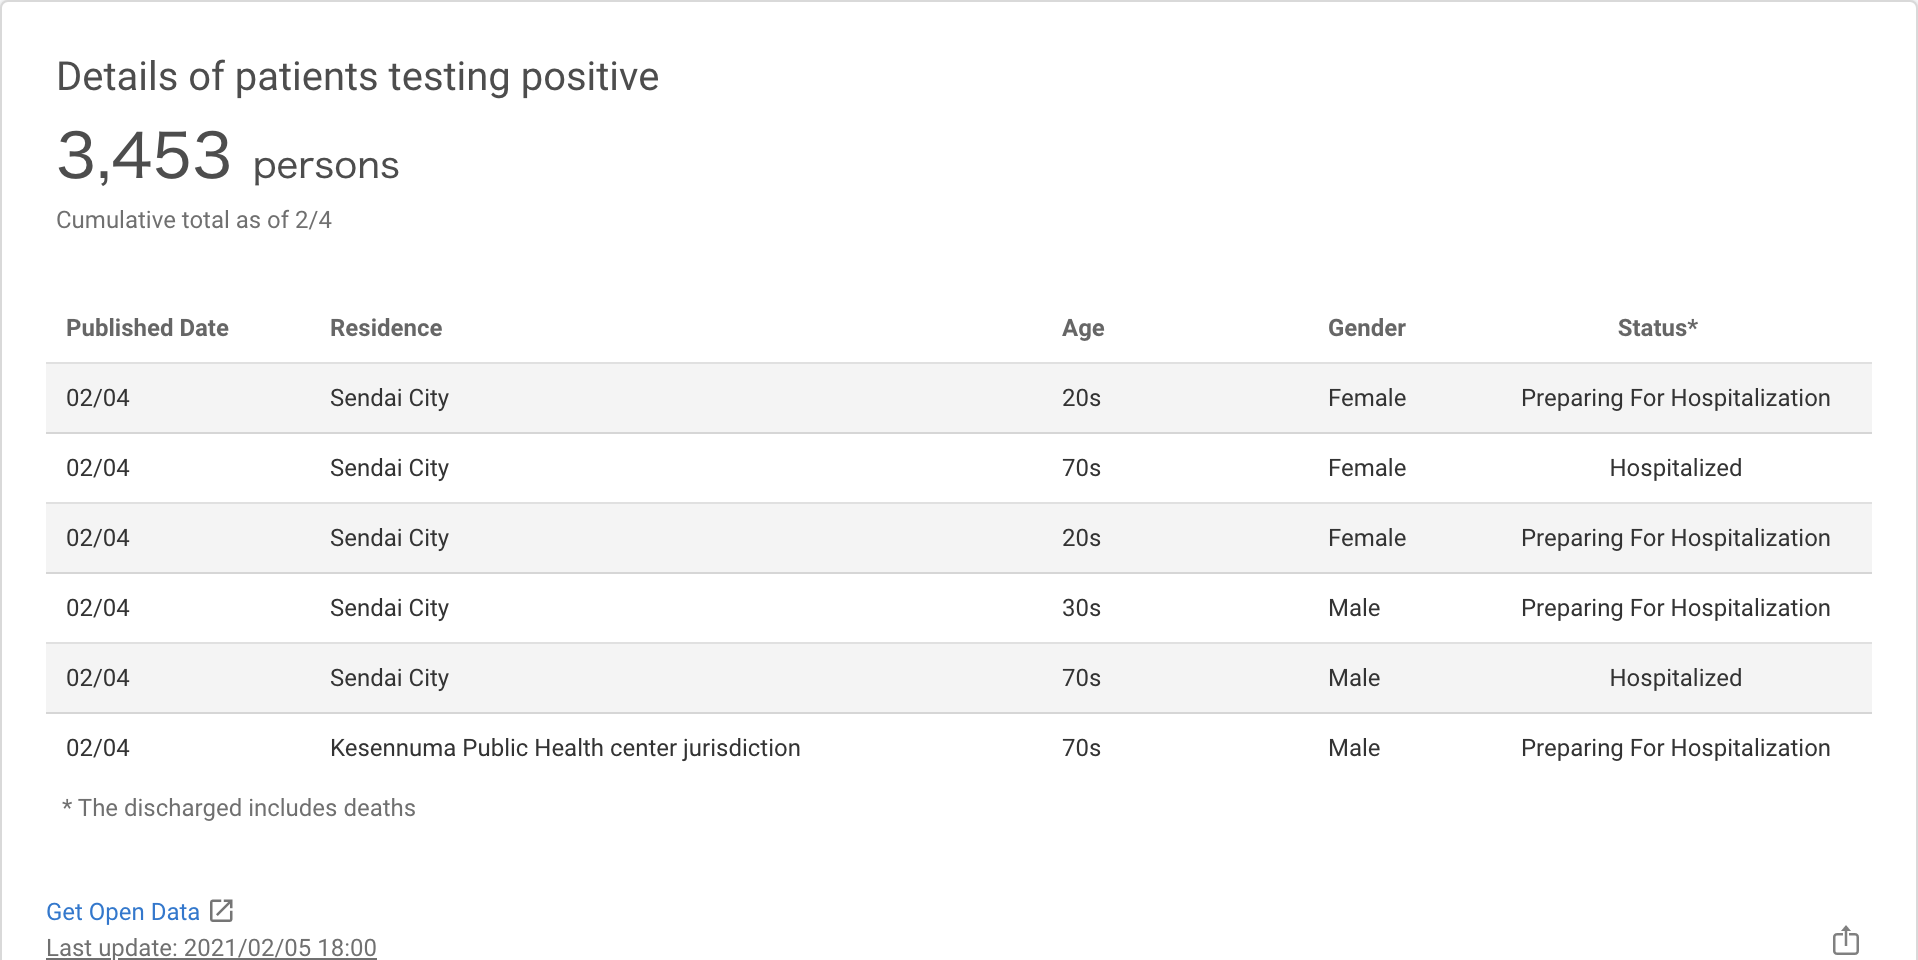 Details of patients testing positive
3,453 persons
Cumulative total as of 2/4
Published Date Residence Age Gender Status*
02/04 Sendai City 20s Female Preparing For Hospitalization
02/04 Sendai City 70s Female Hospitalized
02/04 Sendai City 20s Female Preparing For Hospitalization
02/04 Sendai City 30s Male Preparing For Hospitalization
02/04 Sendai City 70s Male Hospitalized
02/04 Kesennuma Public Health center jurisdiction 70s Male Preparing For Hospitalization
* The discharged includes deaths
Get Open Data
Last update: 2021/02/05 18:00